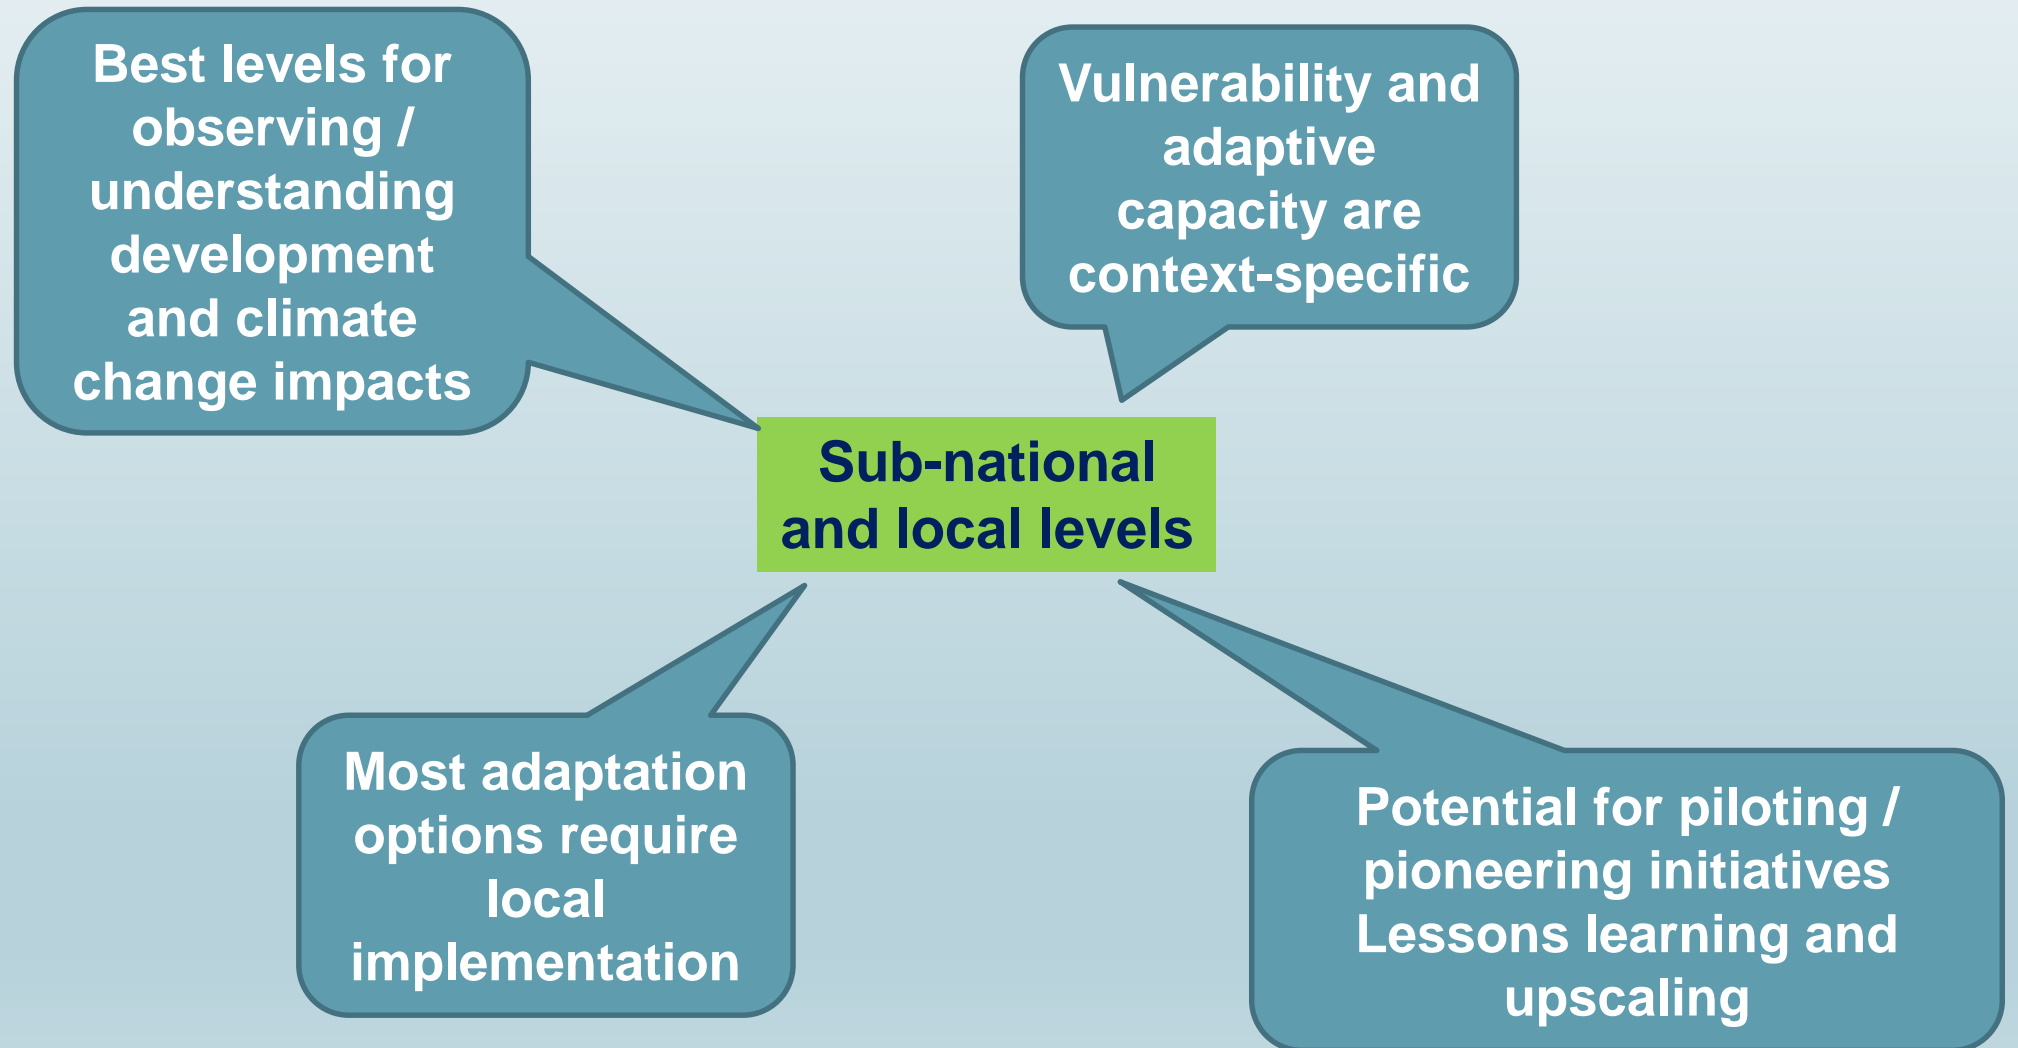 Best levels for
observing /
understanding
development
and climate
change impacts
Vulnerability and
adaptive
capacity are
context-specific
Sub-national
and local levels
Most adaptation
options require
local
implementation
Potential for piloting /
pioneering initiatives
Lessons learning and
upscaling